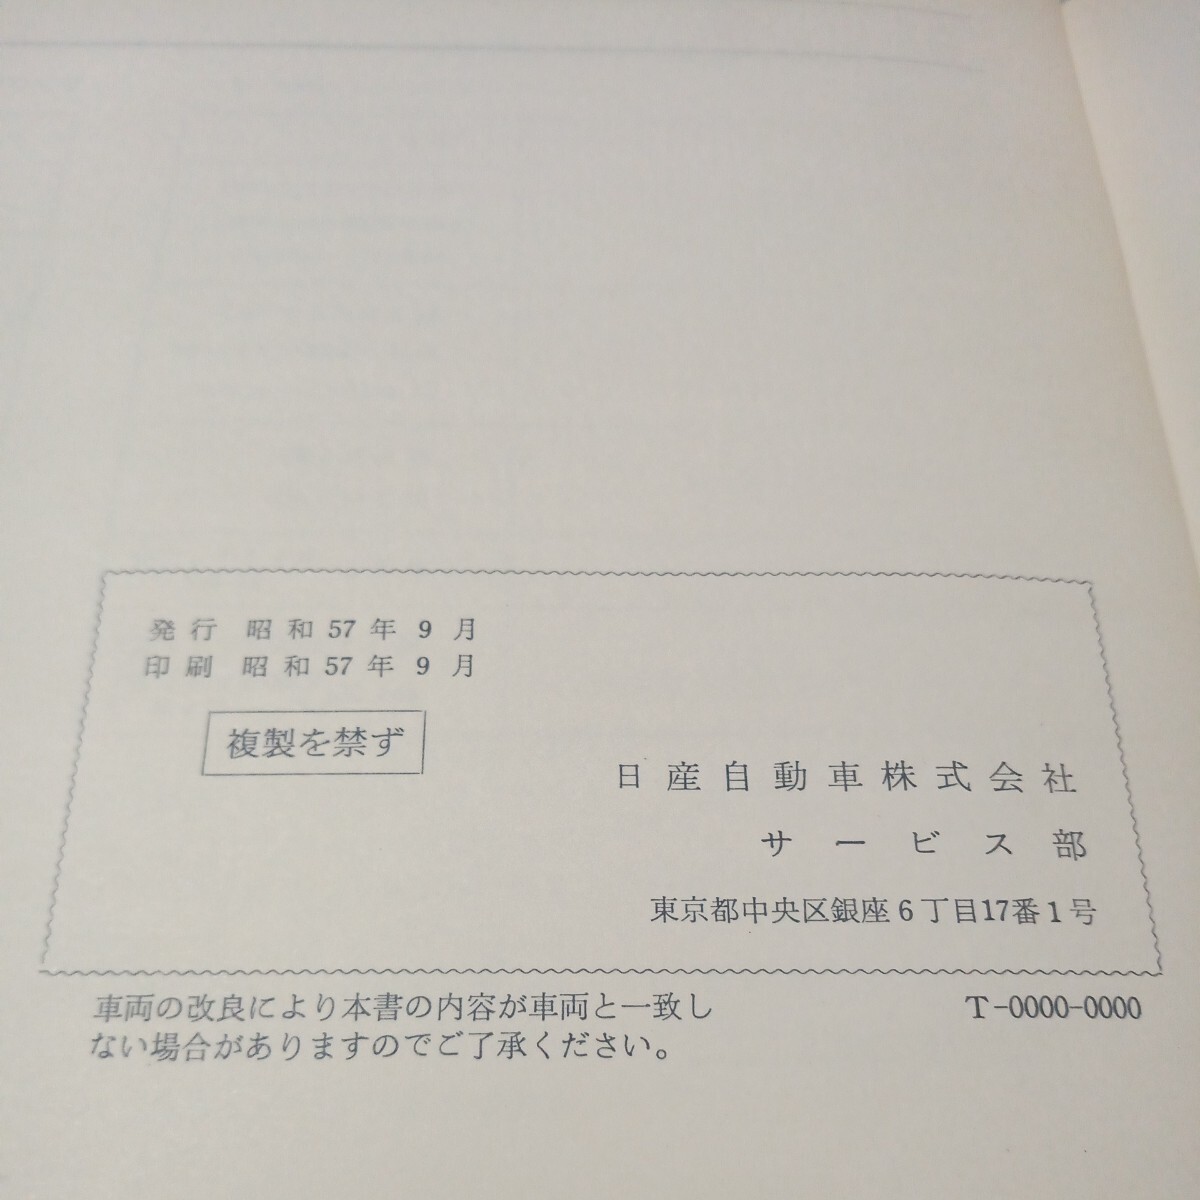 発行 昭和57年9月
印刷 昭和57年9月
複製を禁ず
日産自動車株式会社
サービス部
東京都中央区銀座6丁目17番1号
車両の改良により本書の内容が車両と一致し
ない場合がありますのでご了承ください。
T-0000-0000